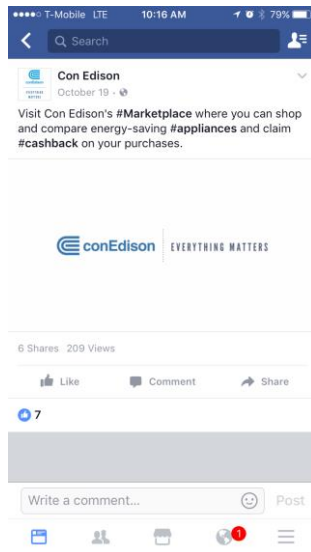 T-Mobile LTE 10:16 AM 79%
Search
Con Edison
October 19
Visit Con Edison's #Marketplace where you can shop
and compare energy-saving #appliances and claim
#cashback on your purchases.
conEdison EVERYTHING MATTERS
6 Shares 209 Views
Like Comment Share
7
Write a comment... Post
1